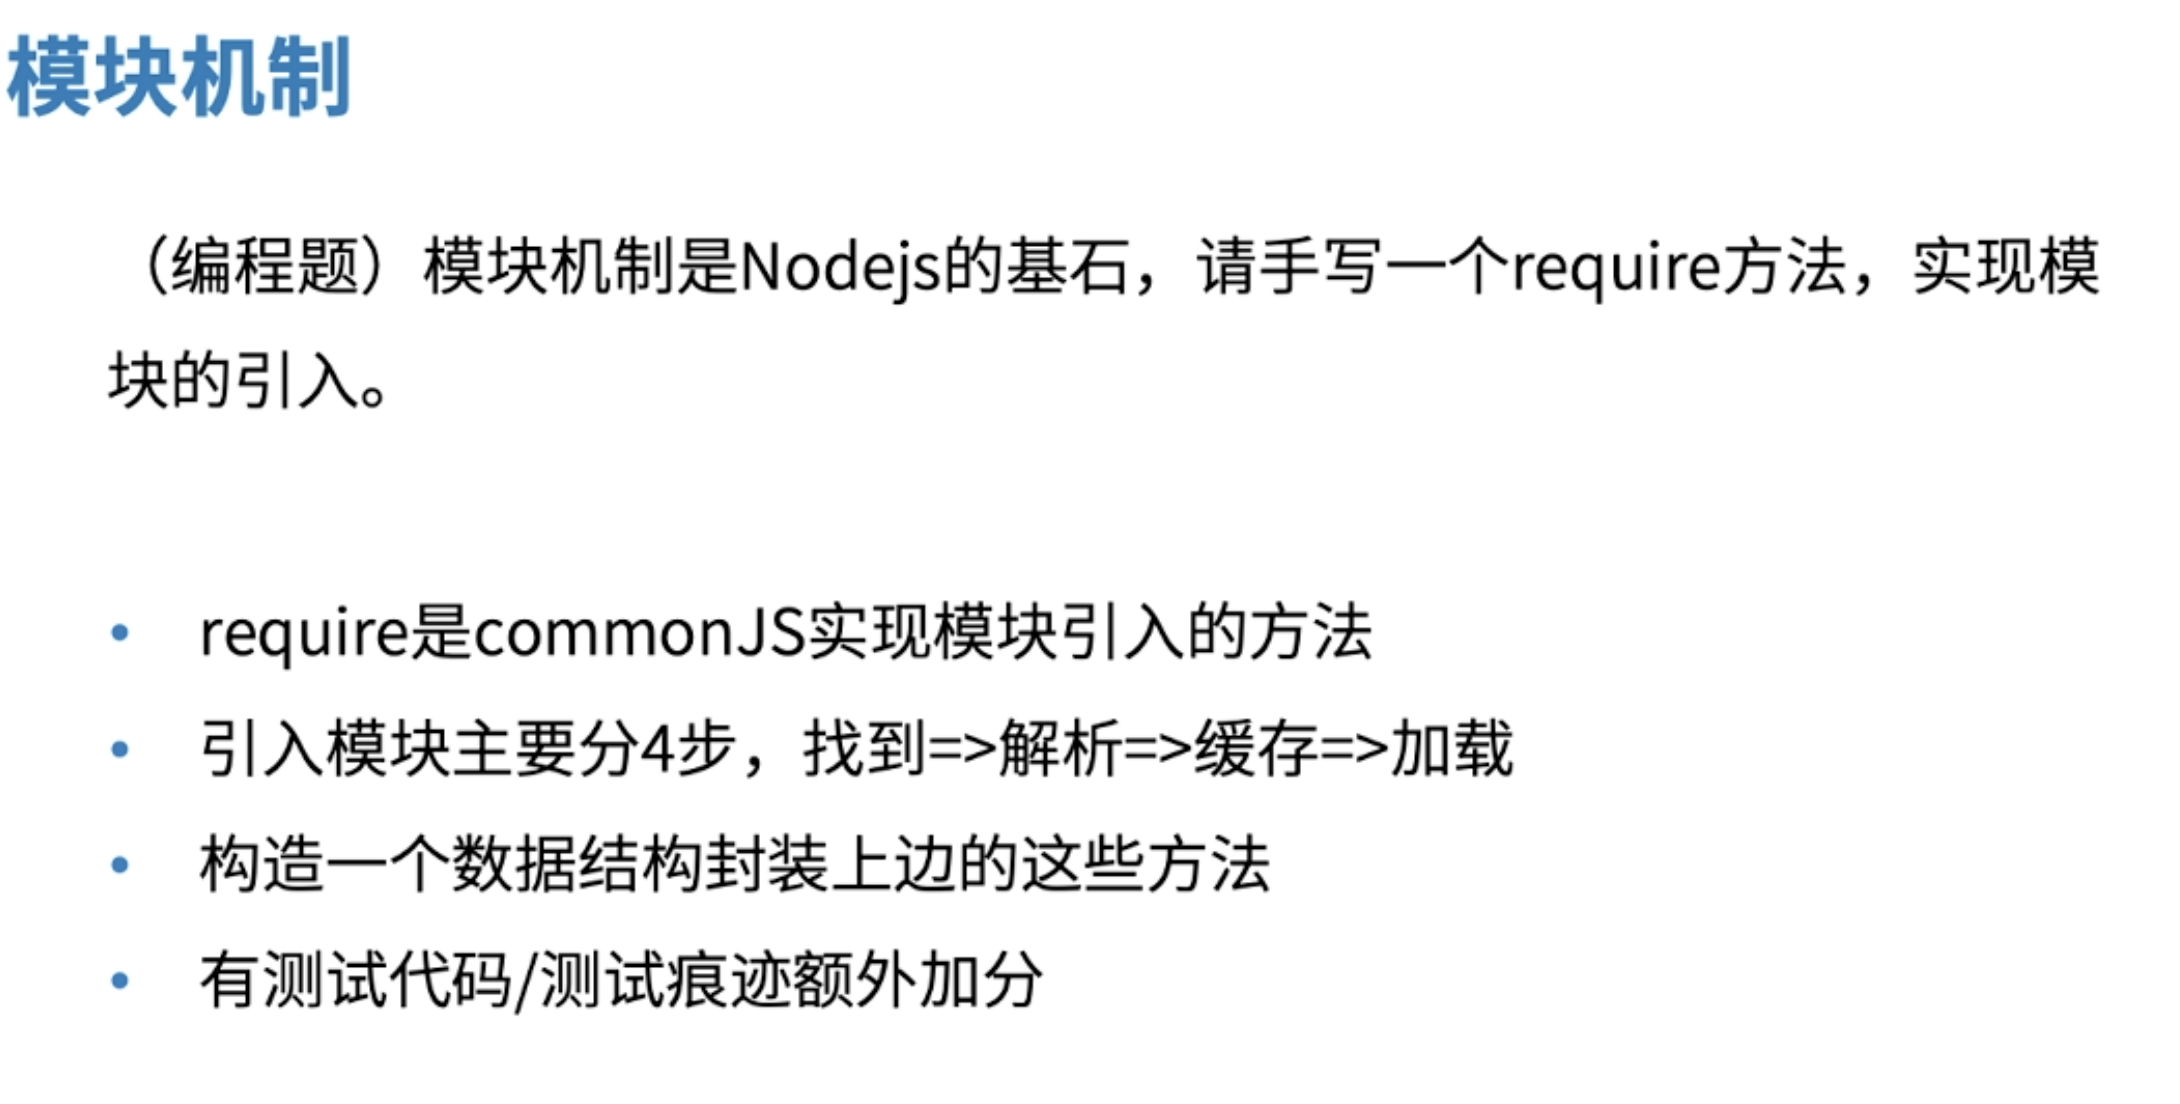 模块机制
（编程题）模块机制是Nodejs的基石，请手写一个require方法，实现模
块的引入。
• require是commonJS实现模块引入的方法
• 引入模块主要分4步，找到=>解析=>缓存=>加载
• 构造一个数据结构封装上边的这些方法
• 有测试代码/测试痕迹额外加分